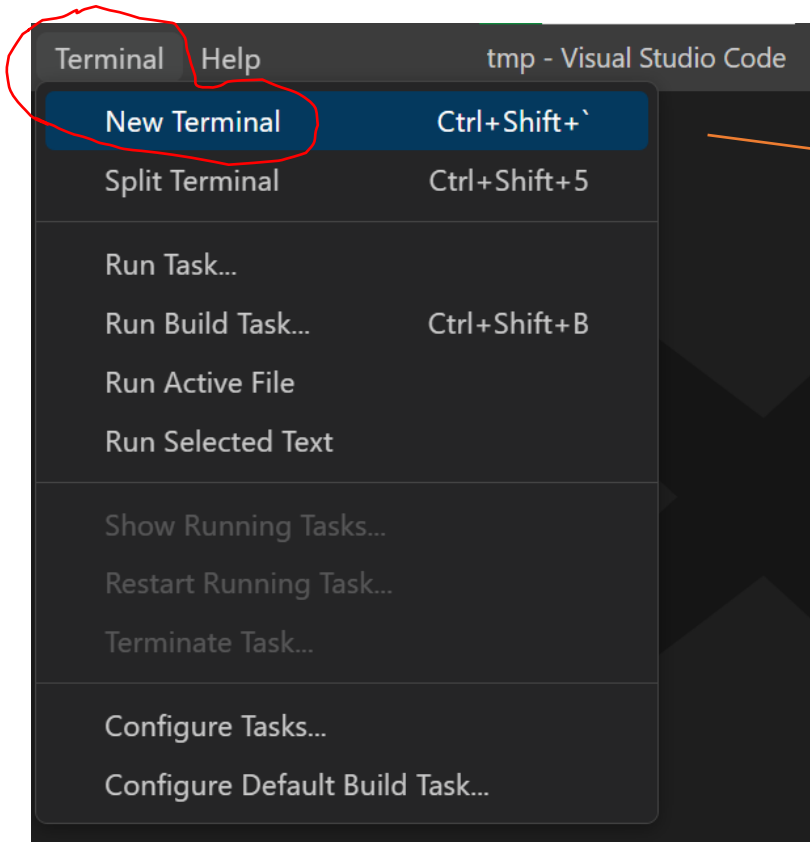 Terminal Help tmp - Visual Studio Code
New Terminal Ctrl+Shift+`
Split Terminal Ctrl+Shift+5
Run Task...
Run Build Task... Ctrl+Shift+B
Run Active File
Run Selected Text
Show Running Tasks...
Restart Running Task...
Terminate Task...
Configure Tasks...
Configure Default Build Task...